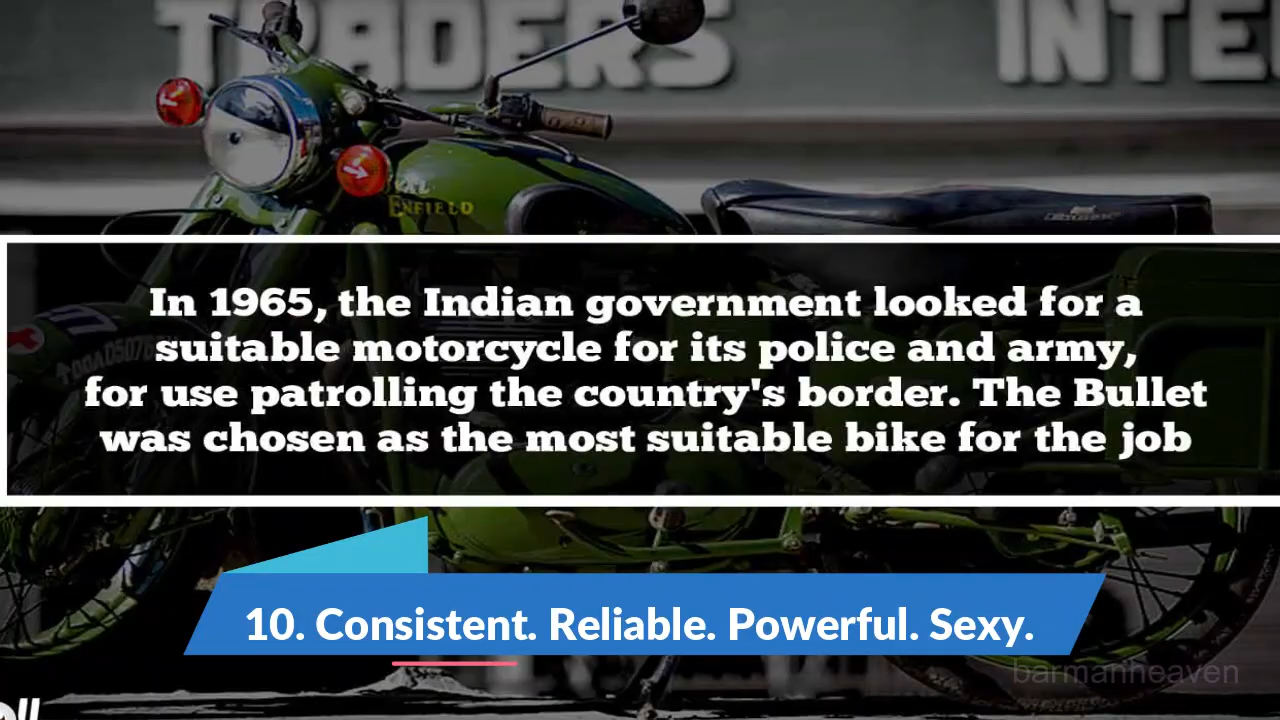 TRADERS
INTE
ENFIELD
In 1965, the Indian government looked for a
suitable motorcycle for its police and army,
for use patrolling the country's border. The Bullet
was chosen as the most suitable bike for the job
10. Consistent. Reliable. Powerful. Sexy.
barmanheaven